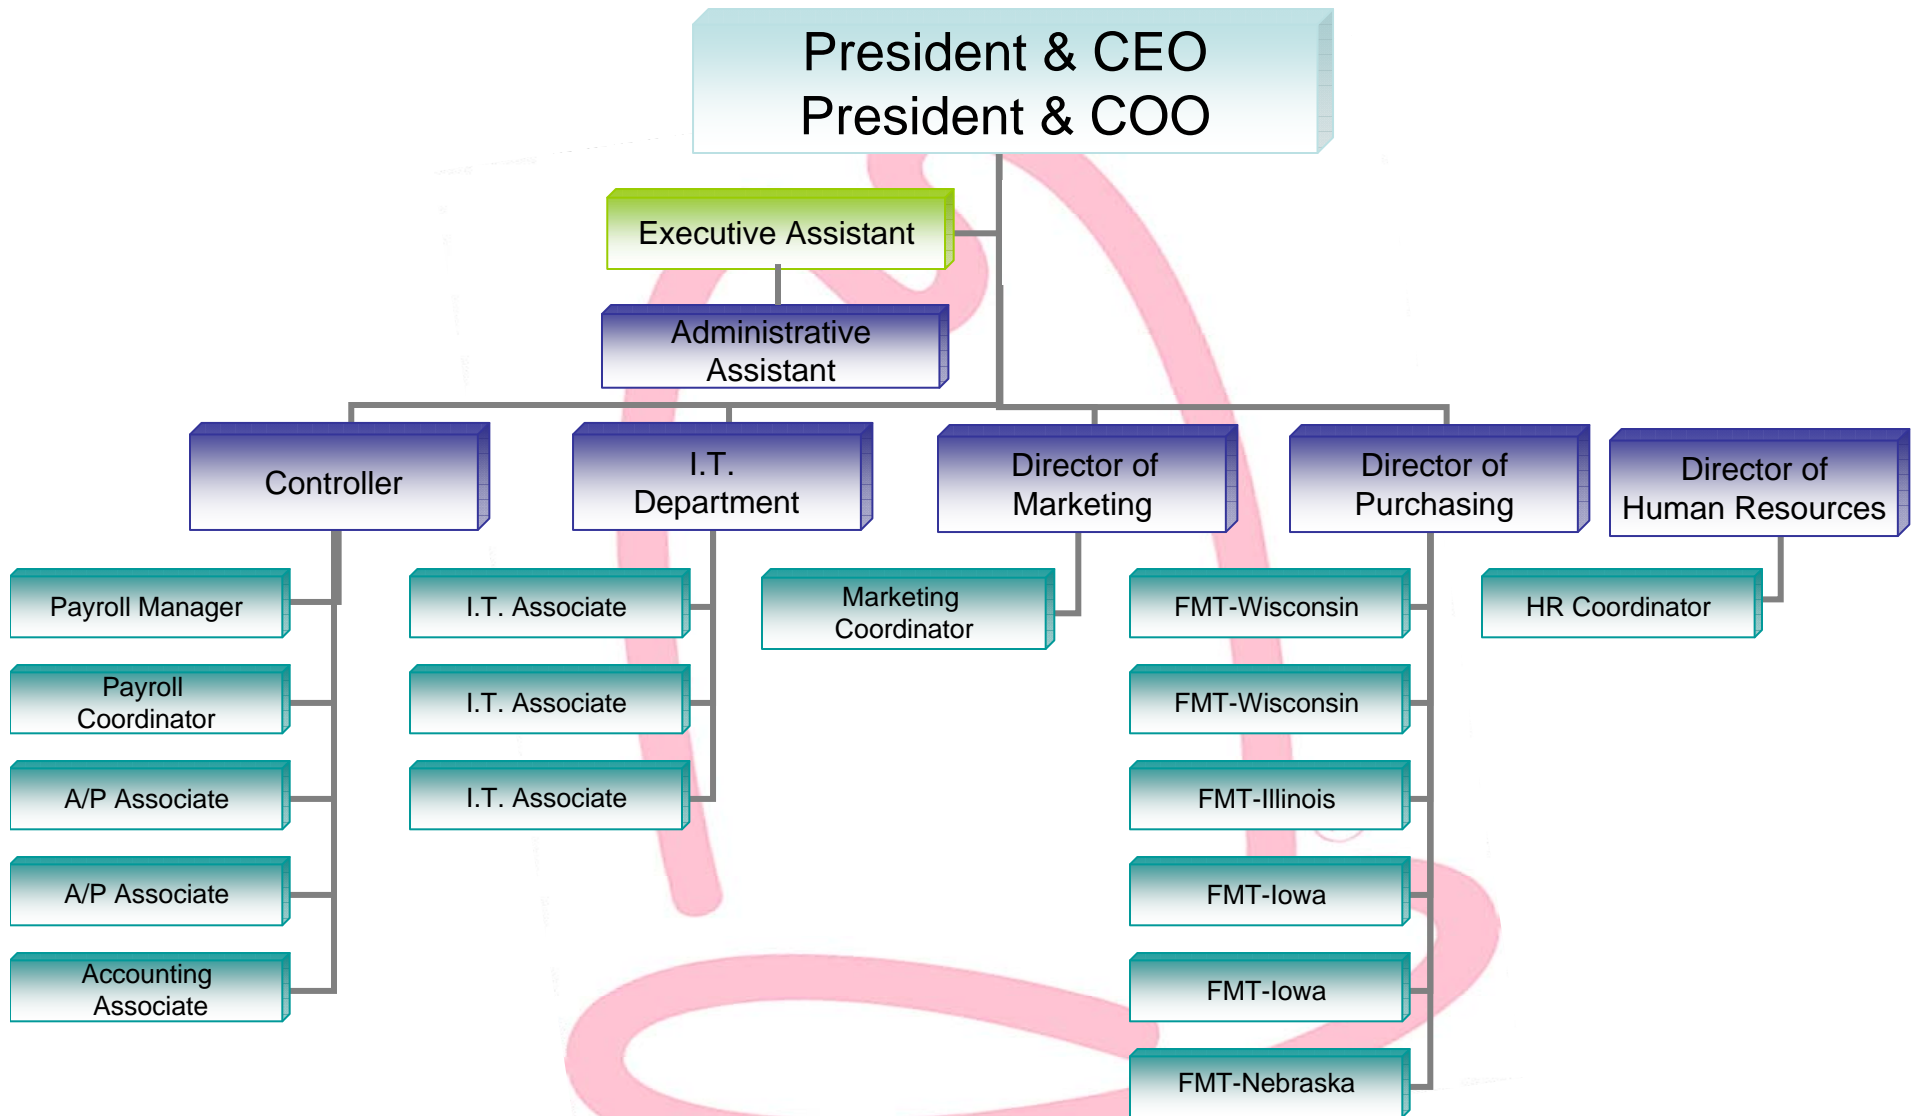 President & CEO
President & COO
Executive Assistant
Administrative
Assistant
Controller
I.T.
Department
Director of
Marketing
Director of
Purchasing
Director of
Human Resources
Payroll Manager
Payroll
Coordinator
A/P Associate
A/P Associate
Accounting
Associate
I.T. Associate
I.T. Associate
I.T. Associate
Marketing
Coordinator
FMT-Wisconsin
FMT-Wisconsin
FMT-Illinois
FMT-Iowa
FMT-Iowa
FMT-Nebraska
HR Coordinator